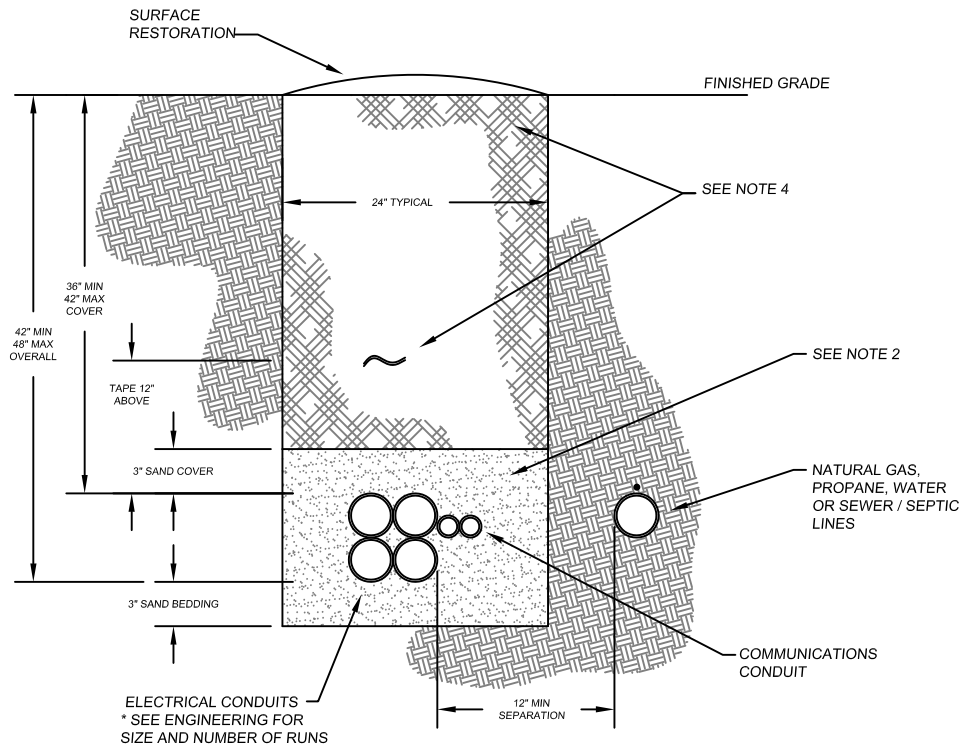 SURFACE
RESTORATION
FINISHED GRADE
SEE NOTE 4
24" TYPICAL
36" MIN
42" MAX
COVER
42" MIN
48" MAX
OVERALL
SEE NOTE 2
TAPE 12"
ABOVE
3" SAND COVER
NATURAL GAS,
PROPANE, WATER
OR SEWER / SEPTIC
LINES
3" SAND BEDDING
COMMUNICATIONS
CONDUIT
ELECTRICAL CONDUITS
* SEE ENGINEERING FOR
SIZE AND NUMBER OF RUNS
12" MIN
SEPARATION